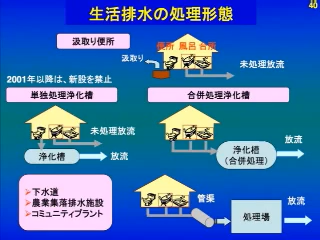 40
生活排水の処理形態
汲取り便所
便所 風呂 台所
汲取り
未処理放流
2001年以降は、新設を禁止
単独処理浄化槽
合併処理浄化槽
未処理放流
浄化槽
放流
浄化槽
(合併処理)
放流
➢下水道
➢農業集落排水施設
➢コミュニティプラント
管渠
処理場
放流